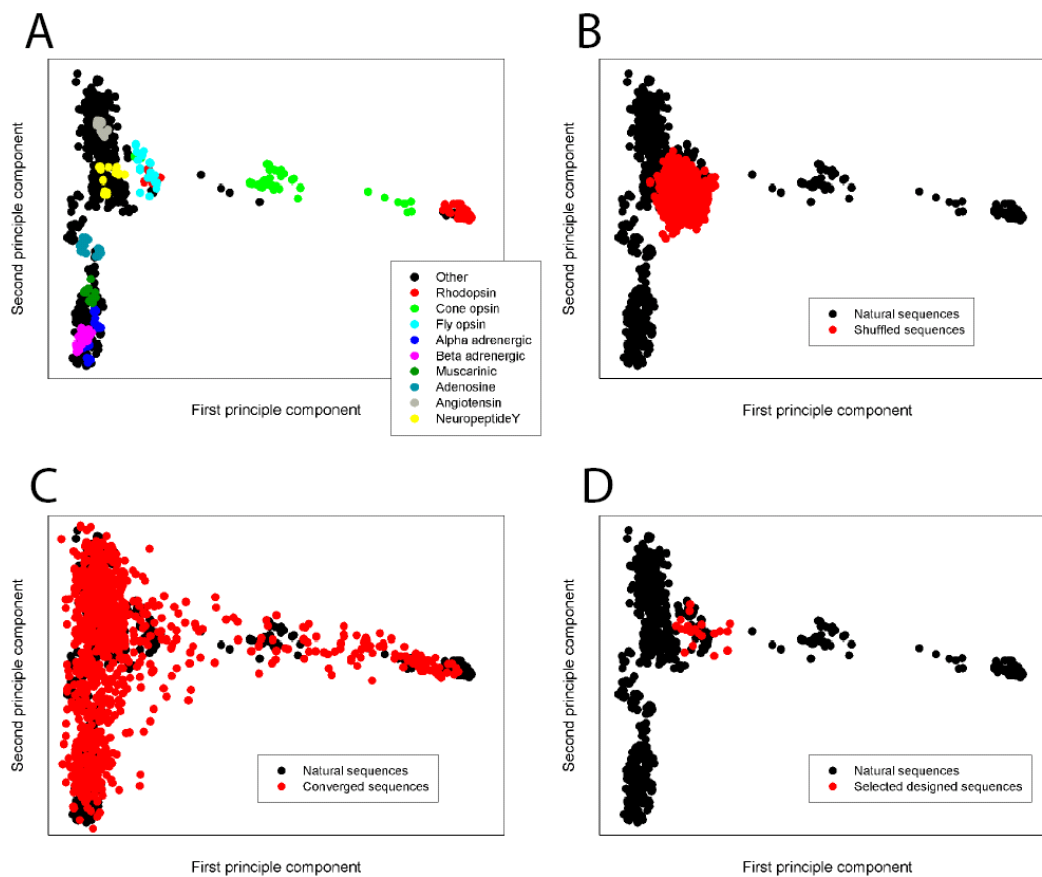 A
Second principle component
First principle component
Other
Rhodopsin
Cone opsin
Fly opsin
Alpha adrenergic
Beta adrenergic
Muscarinic
Adenosine
Angiotensin
NeuropeptideY
B
Second principle component
First principle component
Natural sequences
Shuffled sequences
C
Second principle component
First principle component
Natural sequences
Converged sequences
D
Second principle component
First principle component
Natural sequences
Selected designed sequences